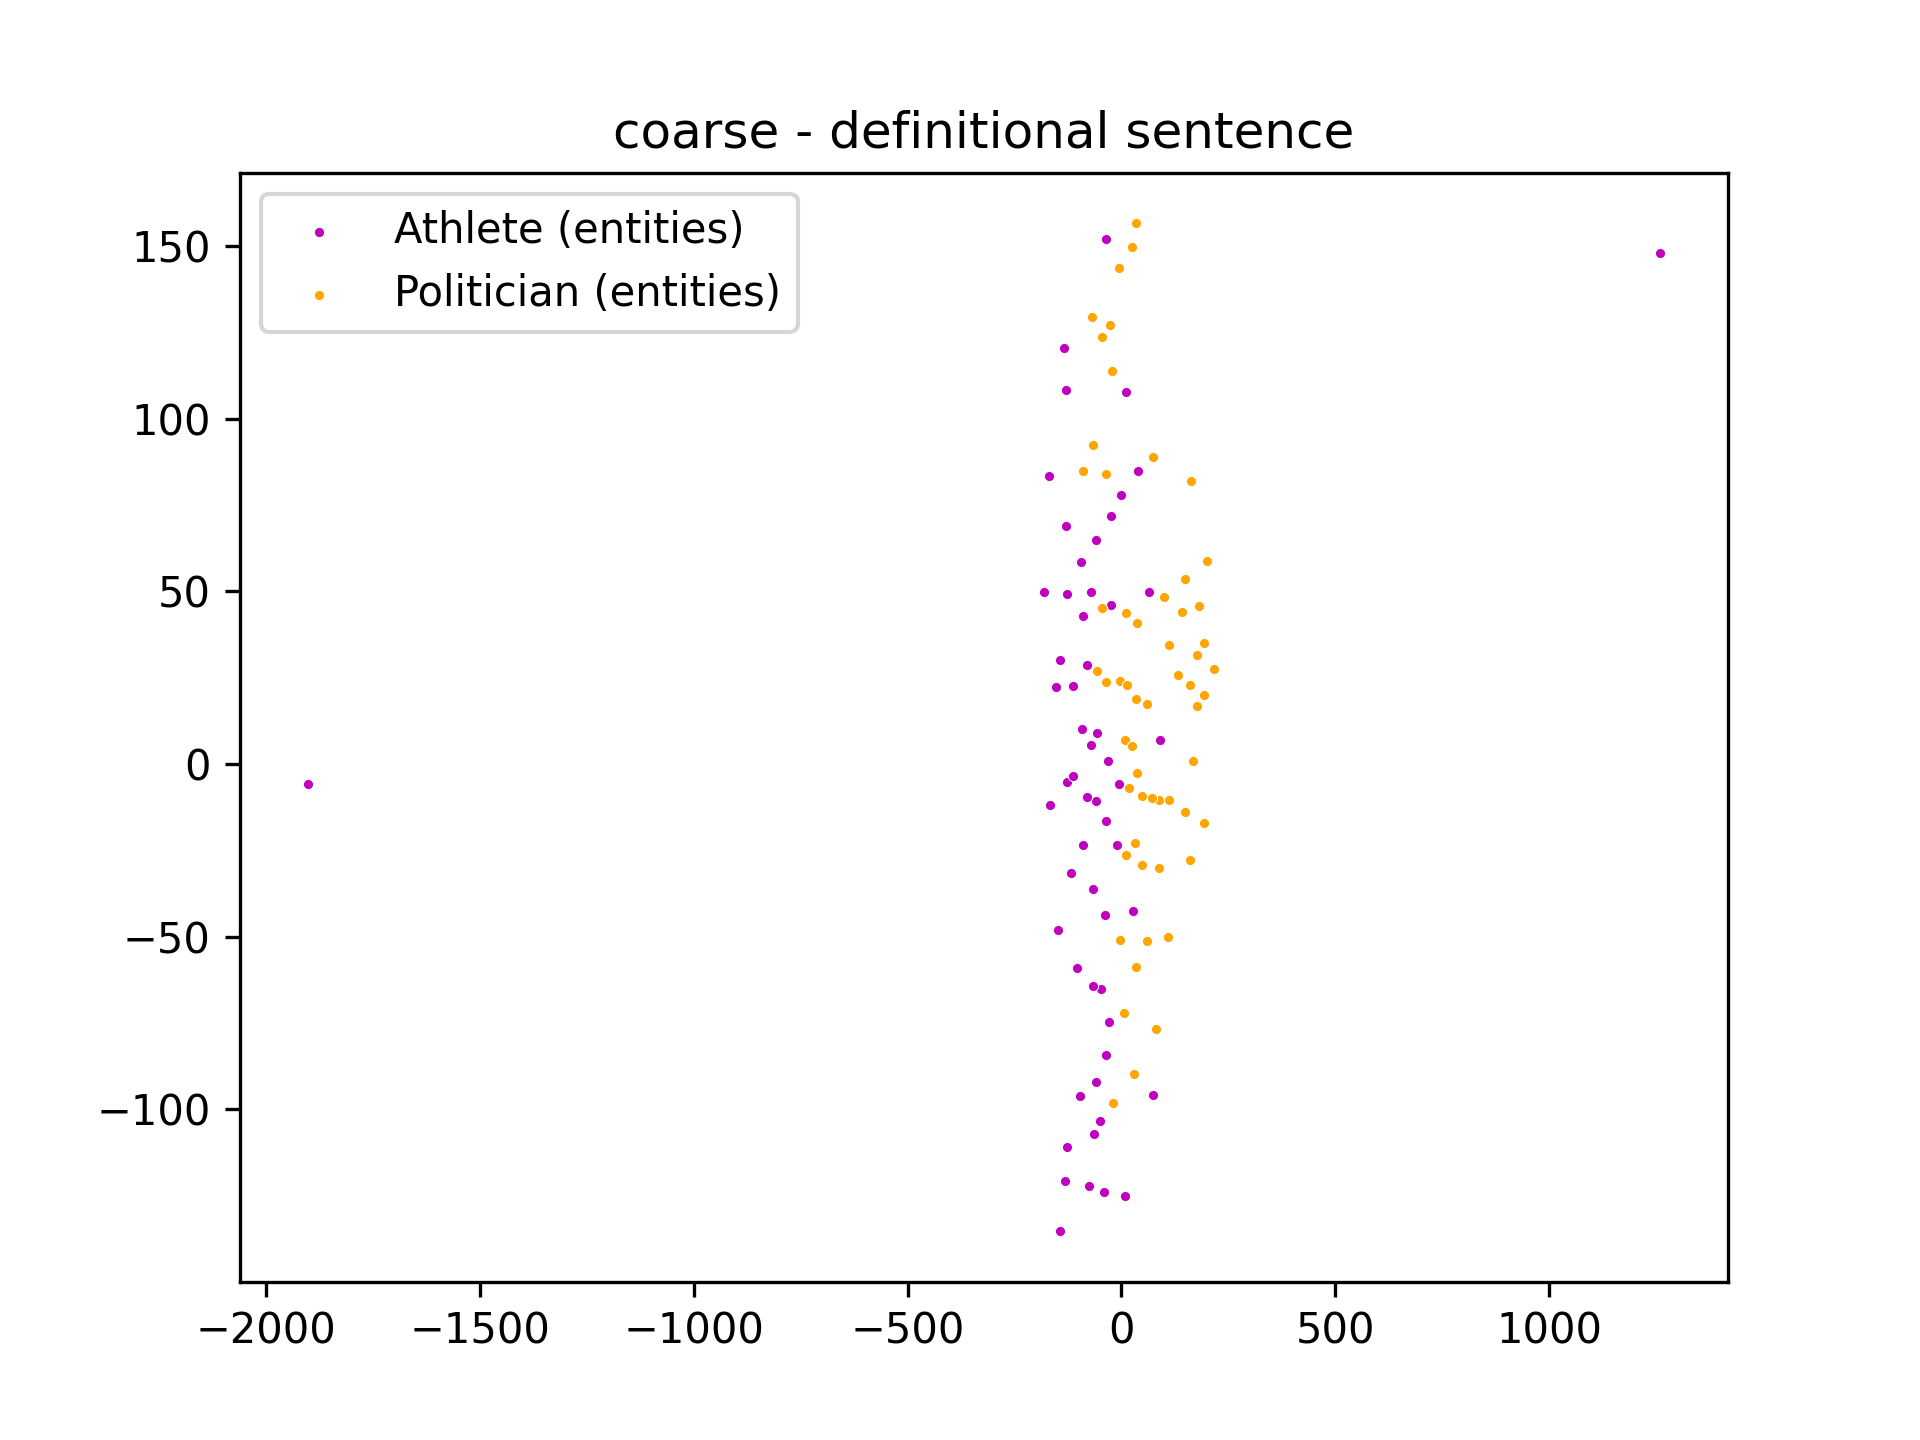 coarse - definitional sentence
Athlete (entities)
Politician (entities)
150
100
50
0
−50
−100
−2000 −1500 −1000 −500 0 500 1000